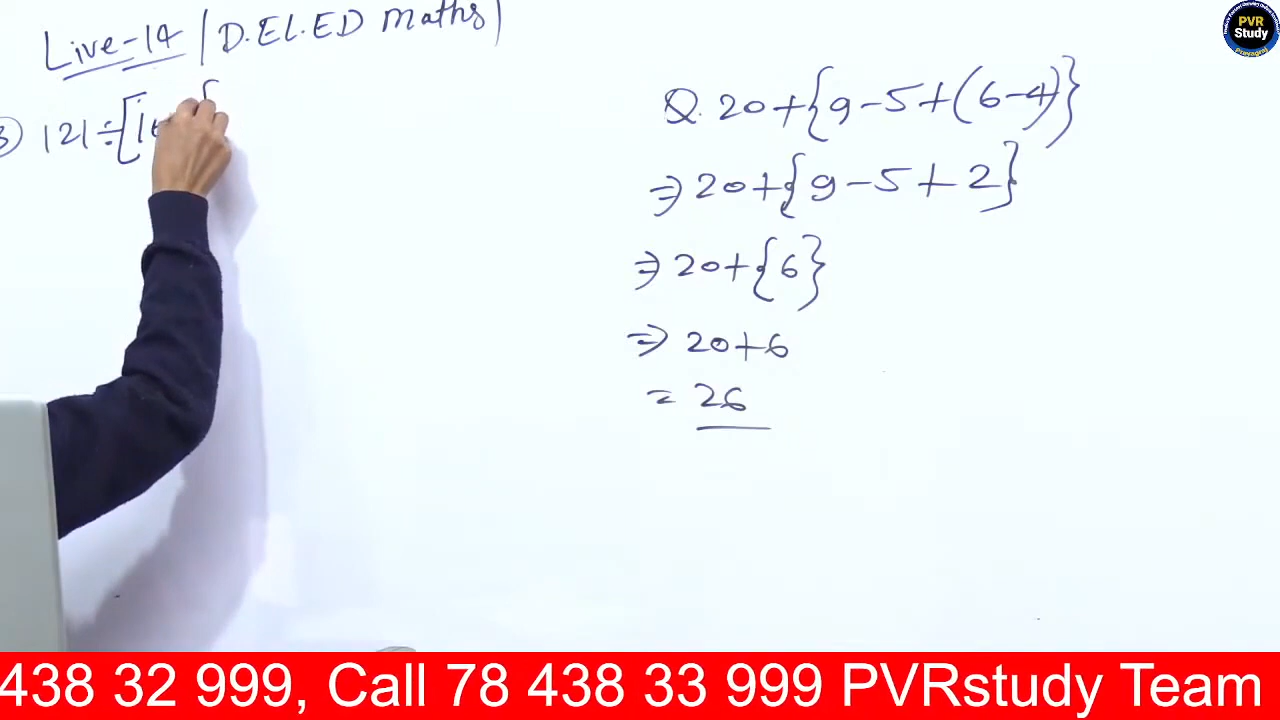 Live-14 | D.EL.ED Maths |
121÷[1
Q. 20+{9-5+(6-4)}
⇒ 20+{9-5+2}
⇒ 20+{6}
⇒ 20+6
= 26
PVR
Study
Prayagraj
438 32 999, Call 78 438 33 999 PVRstudy Team